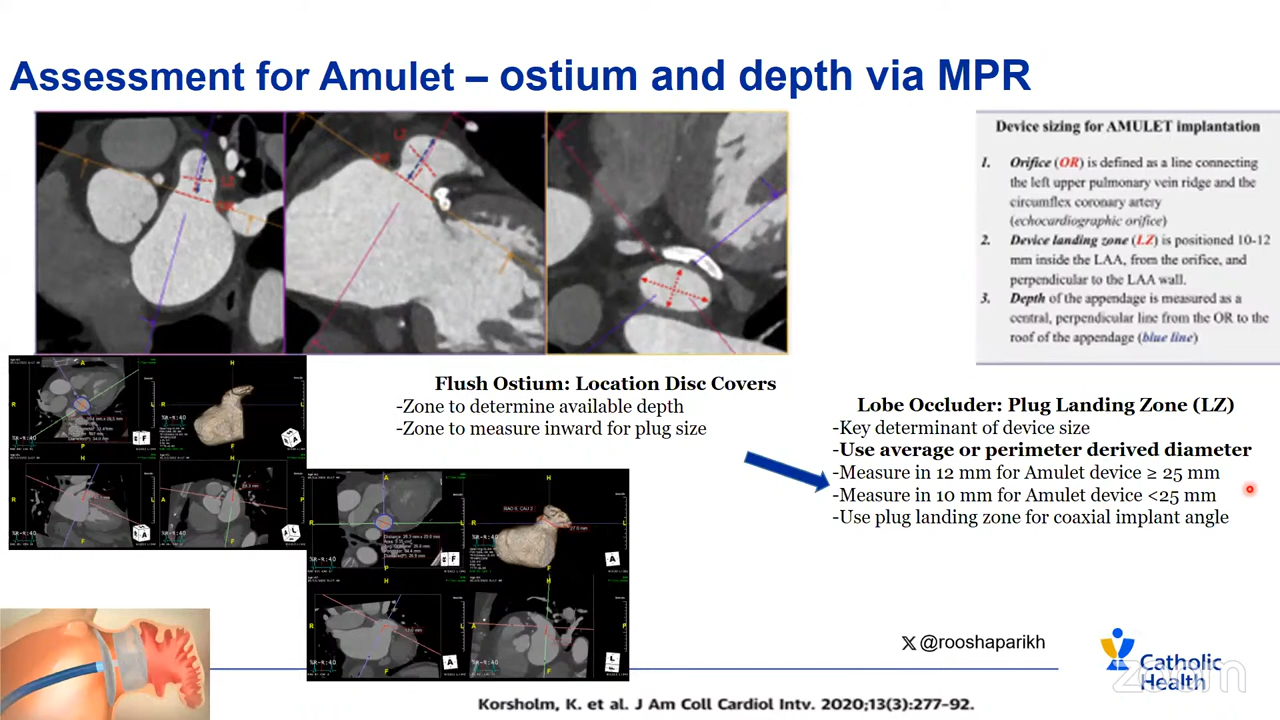 Assessment for Amulet – ostium and depth via MPR
LZ
OR
Device sizing for AMULET implantation
1. Orifice (OR) is defined as a line connecting
the left upper pulmonary vein ridge and the
circumflex coronary artery
(echocardiographic orifice)
2. Device landing zone (LZ) is positioned 10-12
mm inside the LAA, from the orifice, and
perpendicular to the LAA wall.
3. Depth of the appendage is measured as a
central, perpendicular line from the OR to the
roof of the appendage (blue line)
Flush Ostium: Location Disc Covers
-Zone to determine available depth
-Zone to measure inward for plug size
Lobe Occluder: Plug Landing Zone (LZ)
-Key determinant of device size
-Use average or perimeter derived diameter
-Measure in 12 mm for Amulet device ≥ 25 mm
-Measure in 10 mm for Amulet device <25 mm
-Use plug landing zone for coaxial implant angle
RAO 5, CAU 2
X @rooshaparikh
Catholic
Health
zoom
Korsholm, K. et al. J Am Coll Cardiol Intv. 2020;13(3):277-92.